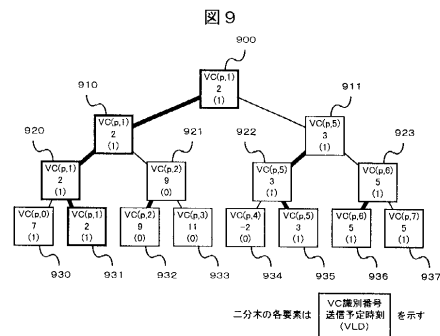 図９
900
VC(p,1)
2
(1)
910
VC(p,1)
2
(1)
911
VC(p,5)
3
(1)
920
VC(p,1)
2
(1)
921
VC(p,2)
9
(0)
922
VC(p,5)
3
(1)
923
VC(p,6)
5
(1)
VC(p,0)
7
(1)
VC(p,1)
2
(1)
VC(p,2)
9
(0)
VC(p,3)
11
(0)
VC(p,4)
-2
(0)
VC(p,5)
3
(1)
VC(p,6)
5
(1)
VC(p,7)
5
(1)
930
931
932
933
934
935
936
937
二分木の各要素は
VC識別番号
送信予定時刻
(VLD)
を示す